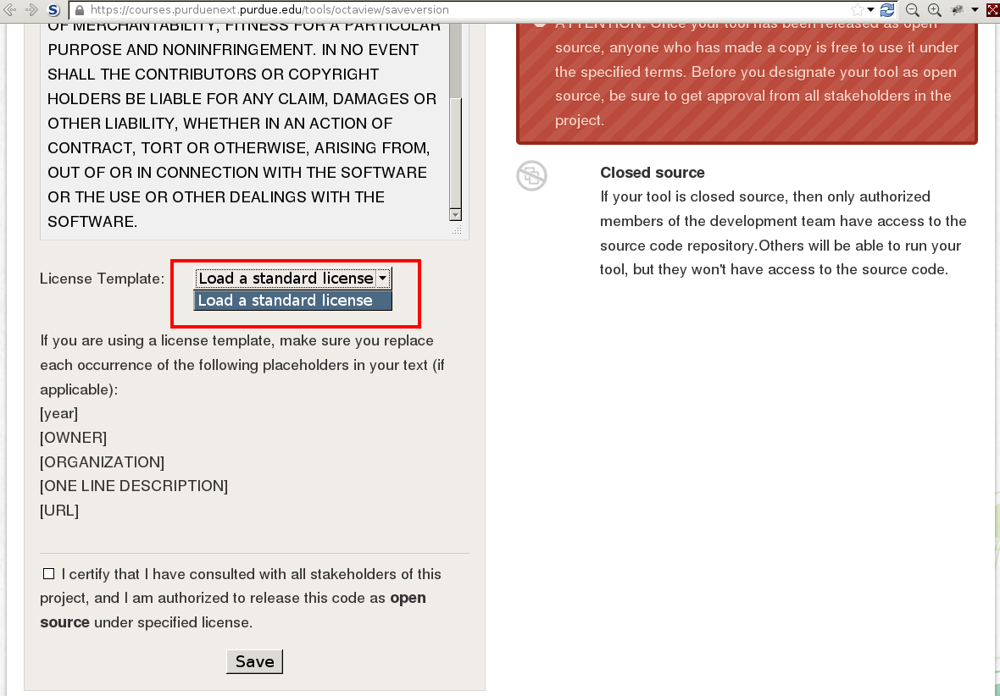 https://courses.purduenext.purdue.edu/tools/octaview/saveversion
OF MERCHANTABILITY, FITNESS FOR A PARTICULAR
PURPOSE AND NONINFRINGEMENT. IN NO EVENT
SHALL THE CONTRIBUTORS OR COPYRIGHT
HOLDERS BE LIABLE FOR ANY CLAIM, DAMAGES OR
OTHER LIABILITY, WHETHER IN AN ACTION OF
CONTRACT, TORT OR OTHERWISE, ARISING FROM,
OUT OF OR IN CONNECTION WITH THE SOFTWARE
OR THE USE OR OTHER DEALINGS WITH THE
SOFTWARE.
License Template:
Load a standard license
Load a standard license
If you are using a license template, make sure you replace
each occurrence of the following placeholders in your text (if
applicable):
[year]
[OWNER]
[ORGANIZATION]
[ONE LINE DESCRIPTION]
[URL]
I certify that I have consulted with all stakeholders of this
project, and I am authorized to release this code as open
source under specified license.
Save
ATTENTION: Once your tool has been released as open
source, anyone who has made a copy is free to use it under
the specified terms. Before you designate your tool as open
source, be sure to get approval from all stakeholders in the
project.
Closed source
If your tool is closed source, then only authorized
members of the development team have access to the
source code repository.Others will be able to run your
tool, but they won't have access to the source code.